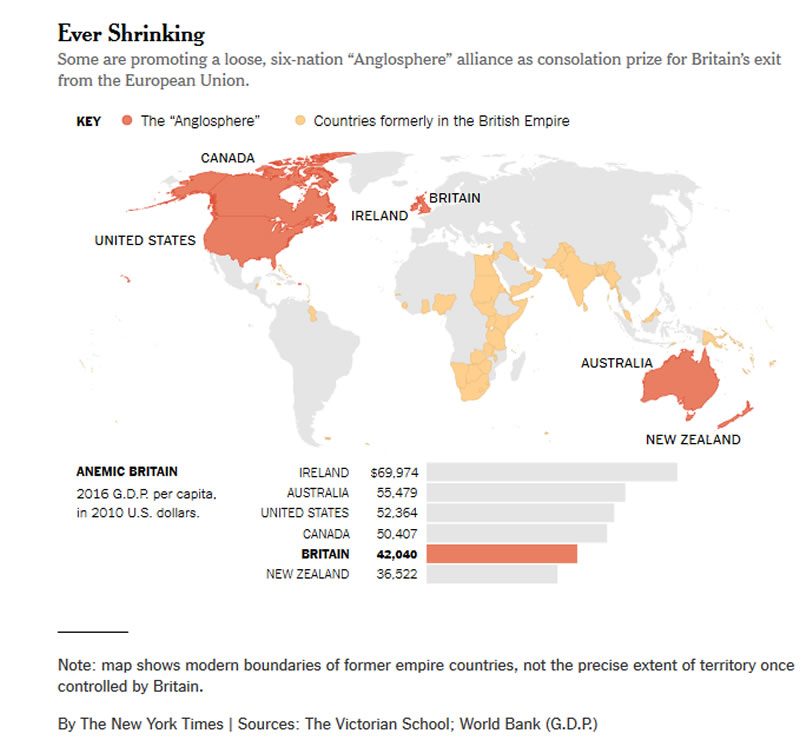 Ever Shrinking
Some are promoting a loose, six-nation “Anglosphere” alliance as consolation prize for Britain’s exit
from the European Union.
KEY The “Anglosphere” Countries formerly in the British Empire
CANADA
BRITAIN
IRELAND
UNITED STATES
AUSTRALIA
NEW ZEALAND
ANEMIC BRITAIN
2016 G.D.P. per capita,
in 2010 U.S. dollars.
IRELAND $69,974
AUSTRALIA 55,479
UNITED STATES 52,364
CANADA 50,407
BRITAIN 42,040
NEW ZEALAND 36,522
Note: map shows modern boundaries of former empire countries, not the precise extent of territory once
controlled by Britain.
By The New York Times | Sources: The Victorian School; World Bank (G.D.P.)